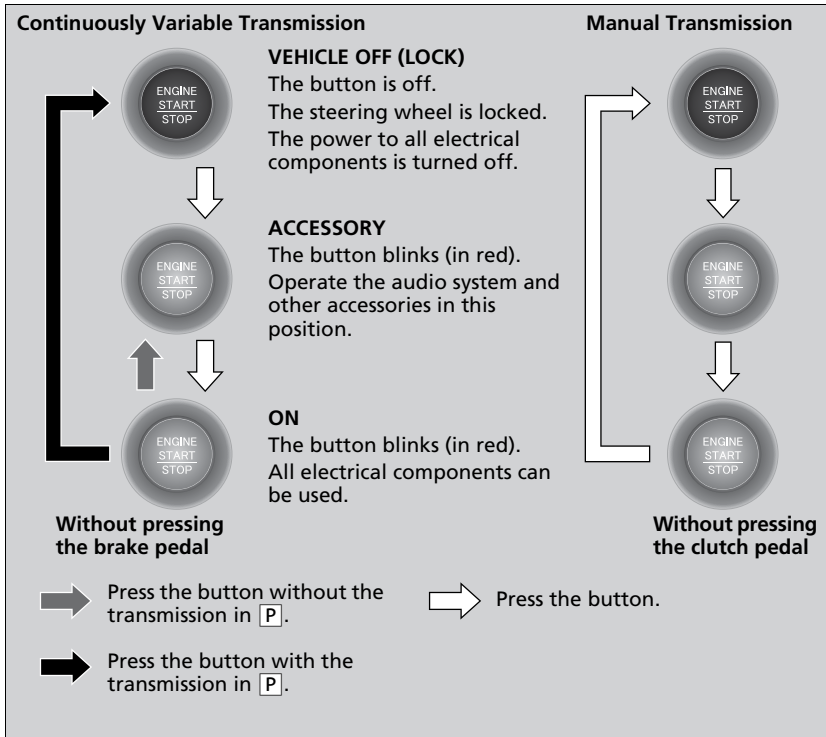 Continuously Variable Transmission
Manual Transmission
ENGINE
START
STOP
VEHICLE OFF (LOCK)
The button is off.
The steering wheel is locked.
The power to all electrical
components is turned off.
ENGINE
START
STOP
ENGINE
START
STOP
ACCESSORY
The button blinks (in red).
Operate the audio system and
other accessories in this
position.
ENGINE
START
STOP
ENGINE
START
STOP
ON
The button blinks (in red).
All electrical components can
be used.
ENGINE
START
STOP
Without pressing
the brake pedal
Without pressing
the clutch pedal
Press the button without the
transmission in P.
Press the button.
Press the button with the
transmission in P.